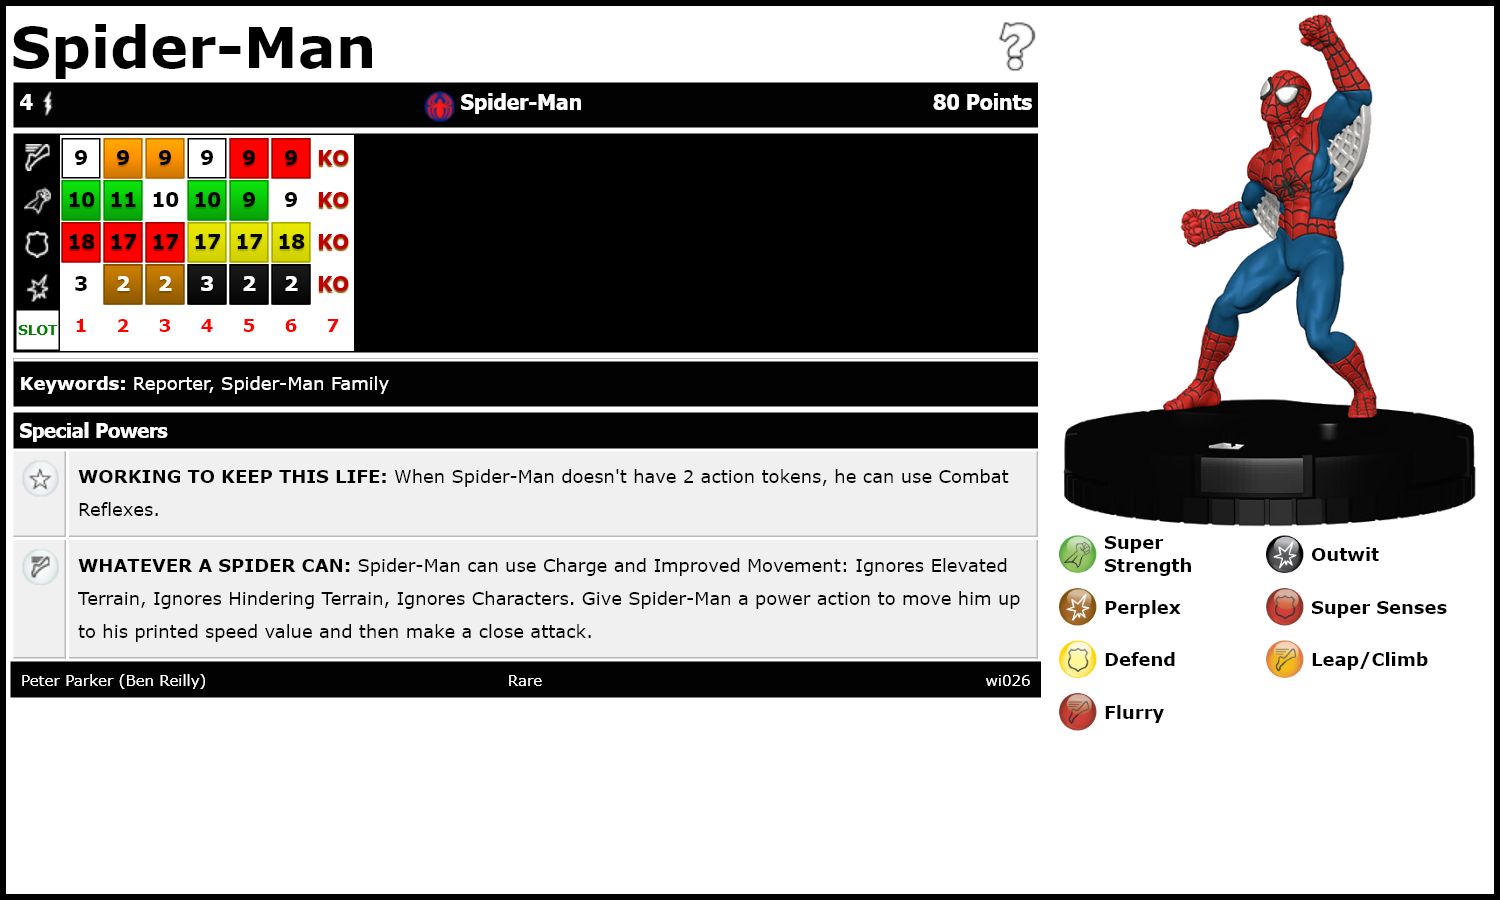 Spider-Man
4 Spider-Man 80 Points
9 9 9 9 9 9 KO
10 11 10 10 9 9 KO
18 17 17 17 17 18 KO
3 2 2 3 2 2 KO
SLOT 1 2 3 4 5 6 7
Keywords: Reporter, Spider-Man Family
Special Powers
WORKING TO KEEP THIS LIFE: When Spider-Man doesn't have 2 action tokens, he can use Combat
Reflexes.
WHATEVER A SPIDER CAN: Spider-Man can use Charge and Improved Movement: Ignores Elevated
Terrain, Ignores Hindering Terrain, Ignores Characters. Give Spider-Man a power action to move him up
to his printed speed value and then make a close attack.
Peter Parker (Ben Reilly) Rare wi026
Super
Strength
Outwit
Perplex
Super Senses
Defend
Leap/Climb
Flurry